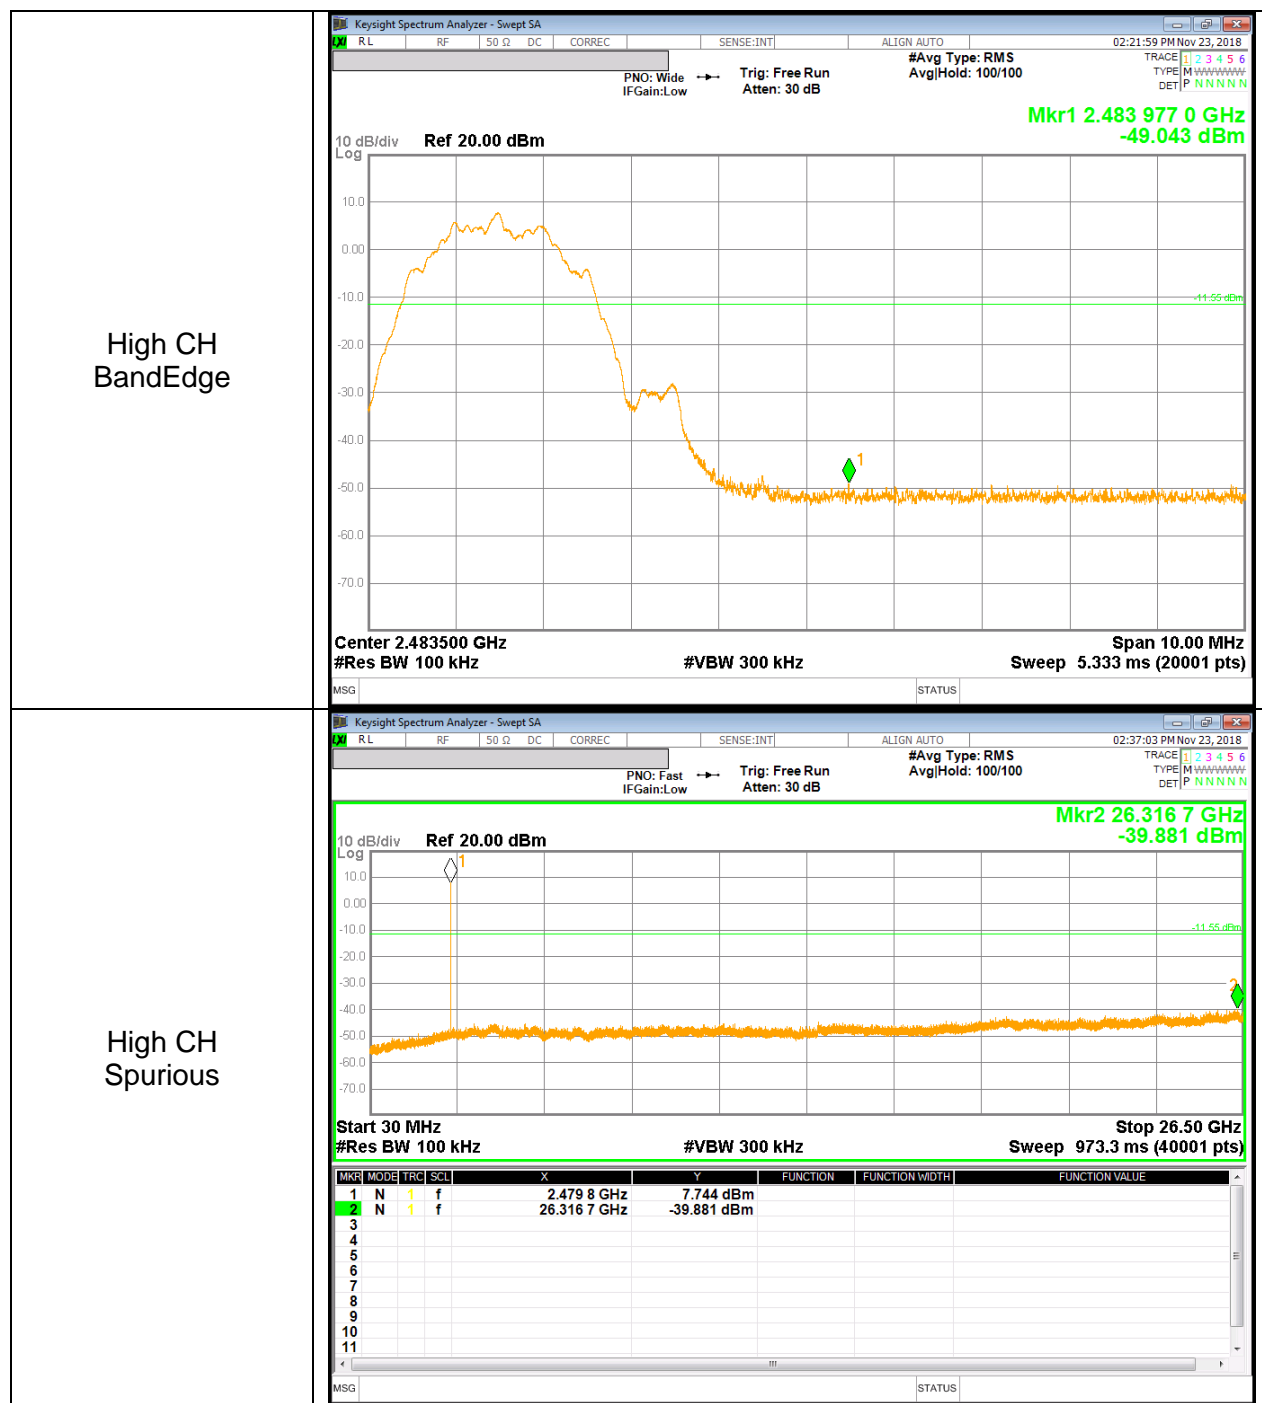 High CH
BandEdge
Keysight Spectrum Analyzer - Swept SA
LXI RL RF 50 Ω DC CORREC SENSE:INT ALIGN AUTO 02:21:59 PM Nov 23, 2018
PNO: Wide
IFGain:Low
Trig: Free Run
Atten: 30 dB
#Avg Type: RMS
Avg|Hold: 100/100
TRACE 1 2 3 4 5 6
TYPE M WWWWW
DET P N N N N N
Mkr1 2.483 977 0 GHz
-49.043 dBm
10 dB/div Ref 20.00 dBm
Log
10.0
0.00
-10.0
-11.55 dBm
-20.0
-30.0
-40.0
1
-50.0
-60.0
-70.0
Center 2.483500 GHz Span 10.00 MHz
#Res BW 100 kHz #VBW 300 kHz Sweep 5.333 ms (20001 pts)
MSG STATUS
High CH
Spurious
Keysight Spectrum Analyzer - Swept SA
LXI RL RF 50 Ω DC CORREC SENSE:INT ALIGN AUTO 02:37:03 PM Nov 23, 2018
PNO: Fast
IFGain:Low
Trig: Free Run
Atten: 30 dB
#Avg Type: RMS
Avg|Hold: 100/100
TRACE 1 2 3 4 5 6
TYPE M WWWWW
DET P N N N N N
Mkr2 26.316 7 GHz
-39.881 dBm
10 dB/div Ref 20.00 dBm
Log
1
10.0
0.00
-10.0
-11.55 dBm
-20.0
-30.0
2
-40.0
-50.0
-60.0
-70.0
Start 30 MHz Stop 26.50 GHz
#Res BW 100 kHz #VBW 300 kHz Sweep 973.3 ms (40001 pts)
MKR MODE TRC SCL X Y FUNCTION FUNCTION WIDTH FUNCTION VALUE
1 N 1 f 2.479 8 GHz 7.744 dBm
2 N 1 f 26.316 7 GHz -39.881 dBm
3
4
5
6
7
8
9
10
11
MSG STATUS